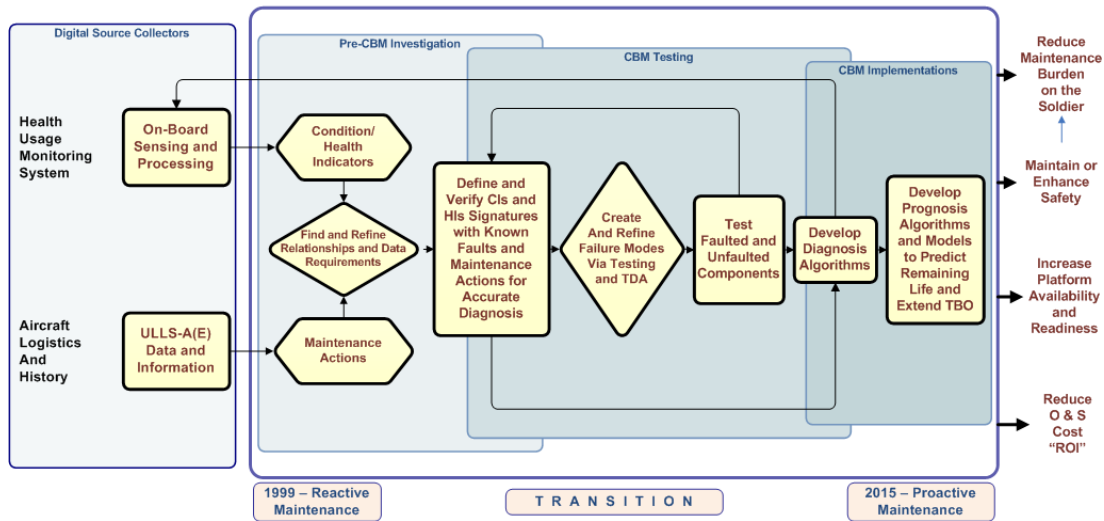 Digital Source Collectors
Health
Usage
Monitoring
System
On-Board
Sensing and
Processing
Aircraft
Logistics
And
History
ULLS-A(E)
Data and
Information
Pre-CBM Investigation
Condition/
Health
Indicators
Find and Refine
Relationships and Data
Requirements
Maintenance
Actions
CBM Testing
Define and
Verify CIs and
HIs Signatures
with Known
Faults and
Maintenance
Actions for
Accurate
Diagnosis
Create
And Refine
Failure Modes
Via Testing
and TDA
Test
Faulted and
Unfaulted
Components
CBM Implementations
Develop
Diagnosis
Algorithms
Develop
Prognosis
Algorithms
and Models
to Predict
Remaining
Life and
Extend TBO
Reduce
Maintenance
Burden
on the
Soldier
Maintain or
Enhance
Safety
Increase
Platform
Availability
and
Readiness
Reduce
O & S
Cost
“ROI”
1999 – Reactive
Maintenance
TRANSITION
2015 – Proactive
Maintenance